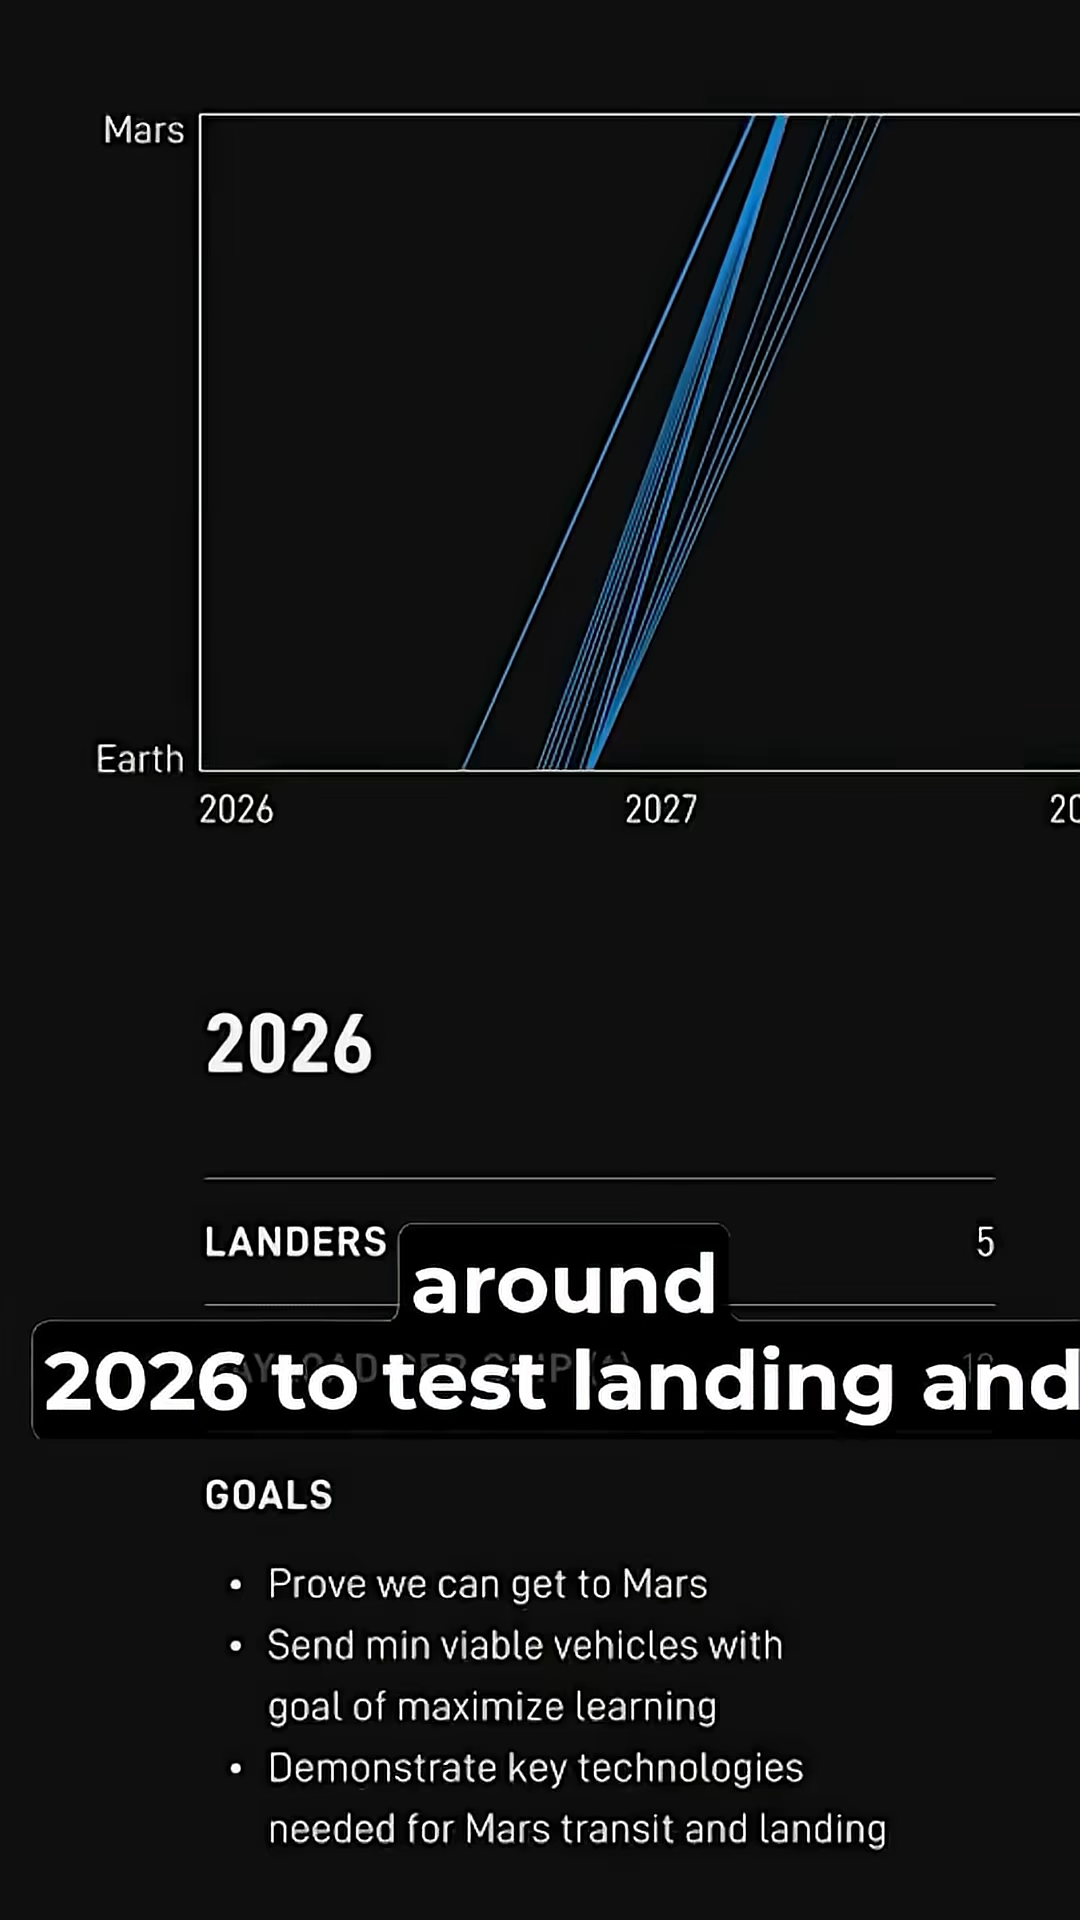 Mars
Earth
2026
2027
2026
LANDERS
5
around
2026 to test landing and
GOALS
• Prove we can get to Mars
• Send min viable vehicles with
goal of maximize learning
• Demonstrate key technologies
needed for Mars transit and landing